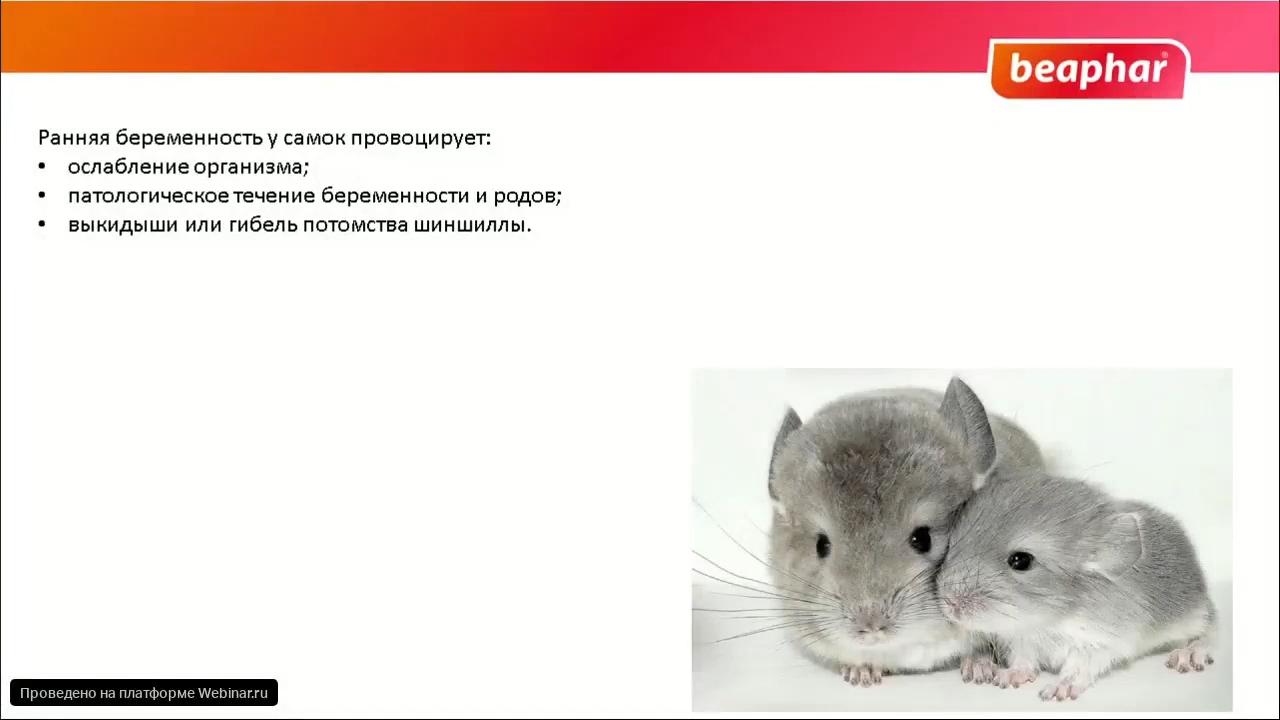 beaphar
Ранняя беременность у самок провоцирует:
• ослабление организма;
• патологическое течение беременности и родов;
• выкидыши или гибель потомства шиншиллы.
Проведено на платформе Webinar.ru